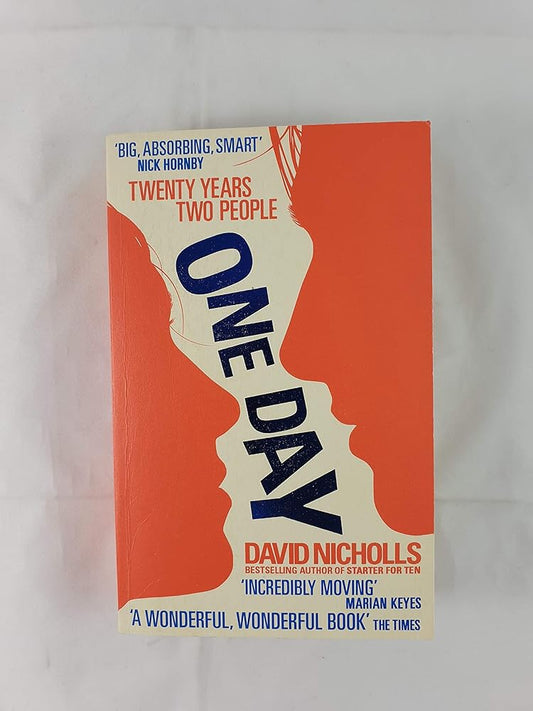 'BIG, ABSORBING, SMART'
NICK HORNBY
TWENTY YEARS
TWO PEOPLE
ONE DAY
DAVID NICHOLLS
BESTSELLING AUTHOR OF STARTER FOR TEN
'INCREDIBLY MOVING'
MARIAN KEYES
'A WONDERFUL, WONDERFUL BOOK' THE TIMES